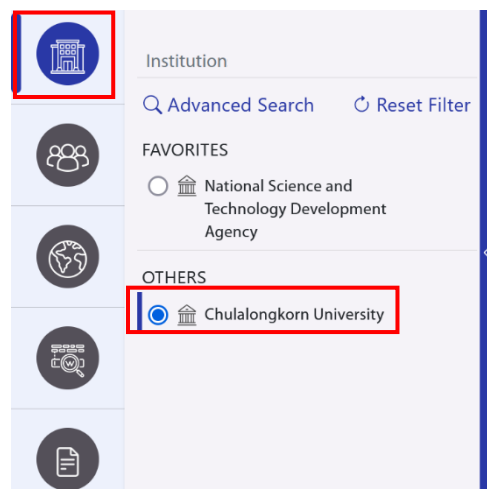 Institution
Advanced Search Reset Filter
FAVORITES
National Science and
Technology Development
Agency
OTHERS
Chulalongkorn University
W